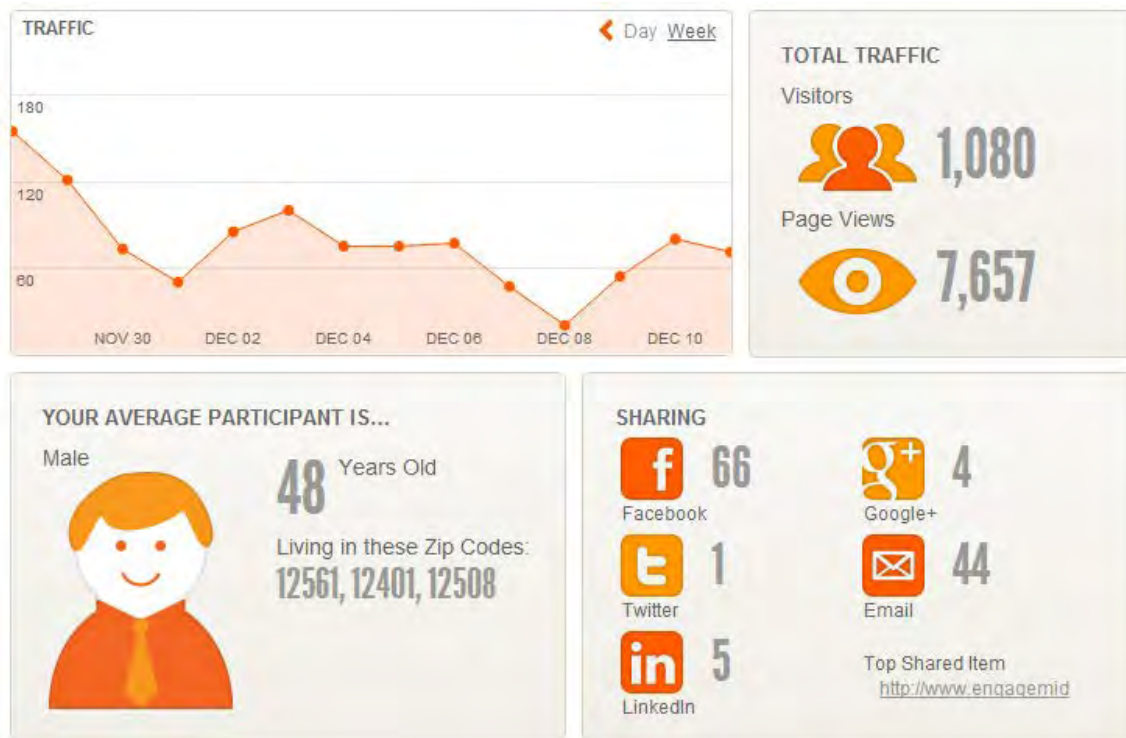 TRAFFIC
Day Week
180
120
60
NOV 30 DEC 02 DEC 04 DEC 06 DEC 08 DEC 10
TOTAL TRAFFIC
Visitors
1,080
Page Views
7,657
YOUR AVERAGE PARTICIPANT IS...
Male
48 Years Old
Living in these Zip Codes:
12561, 12401, 12508
SHARING
f 66
Facebook
g+ 4
Google+
t 1
Twitter
44
Email
in 5
LinkedIn
Top Shared Item
http://www.engagemid